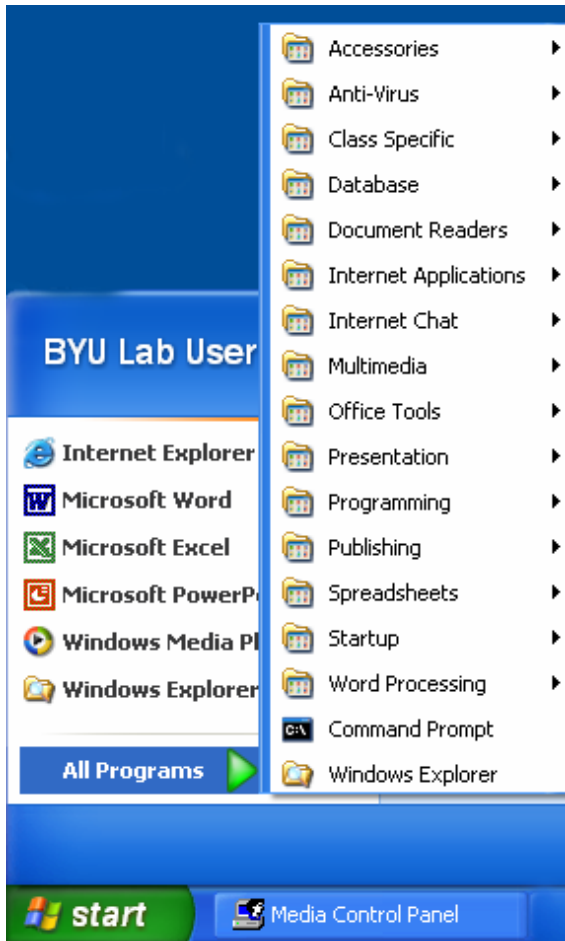 Accessories
Anti-Virus
Class Specific
Database
Document Readers
Internet Applications
Internet Chat
Multimedia
Office Tools
Presentation
Programming
Publishing
Spreadsheets
Startup
Word Processing
Command Prompt
Windows Explorer
BYU Lab User
Internet Explorer
Microsoft Word
Microsoft Excel
Microsoft PowerP
Windows Media Pl
Windows Explorer
All Programs
start
Media Control Panel